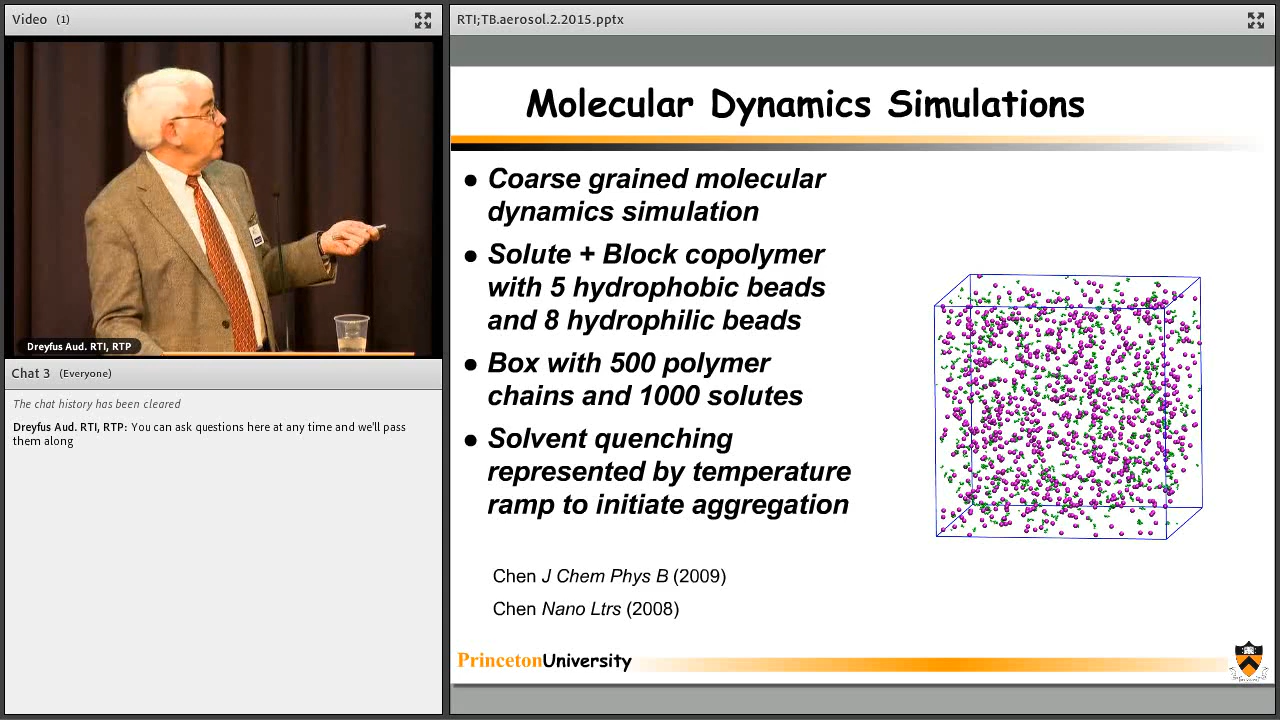 Video (1)
Dreyfus Aud. RTI, RTP
Chat 3 (Everyone)
The chat history has been cleared
Dreyfus Aud. RTI, RTP: You can ask questions here at any time and we'll pass
them along
RTI;TB.aerosol.2.2015.pptx
Molecular Dynamics Simulations
● Coarse grained molecular
dynamics simulation
● Solute + Block copolymer
with 5 hydrophobic beads
and 8 hydrophilic beads
● Box with 500 polymer
chains and 1000 solutes
● Solvent quenching
represented by temperature
ramp to initiate aggregation
Chen J Chem Phys B (2009)
Chen Nano Ltrs (2008)
PrincetonUniversity